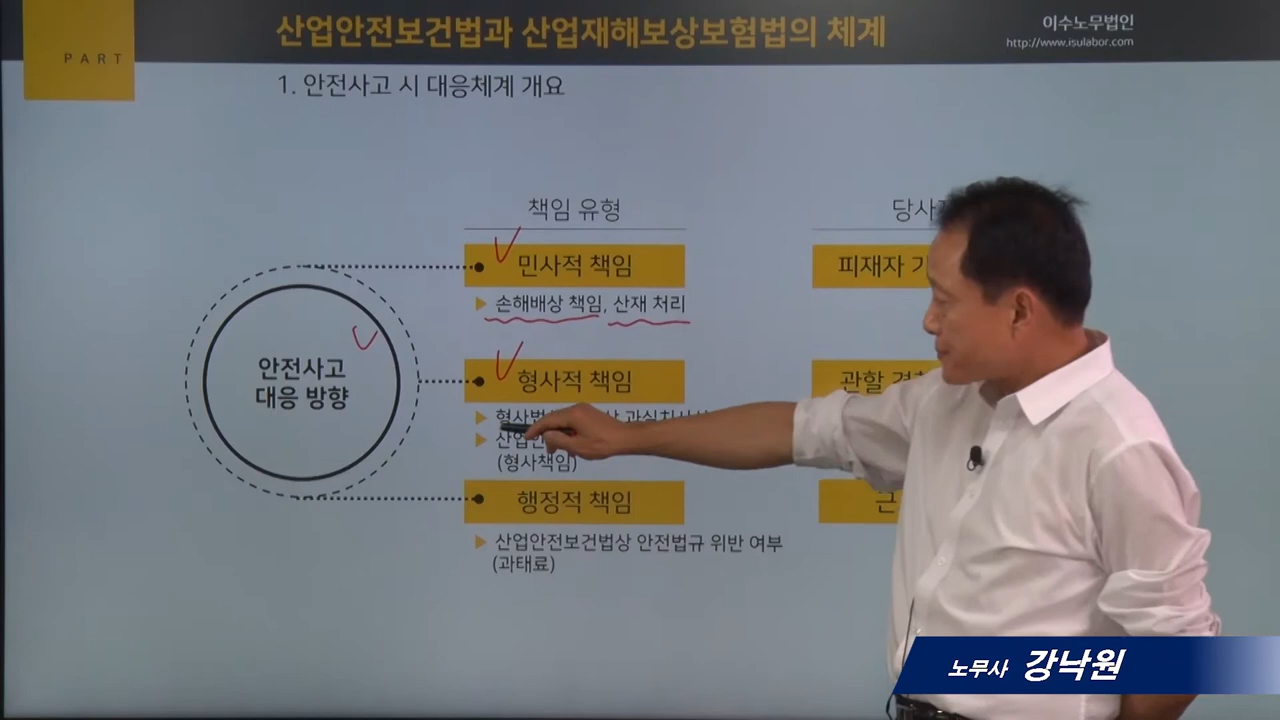 PART
산업안전보건법과 산업재해보상보험법의 체계
이수노무법인
http://www.isulabor.com
1. 안전사고 시 대응체계 개요
책임 유형
민사적 책임
손해배상 책임, 산재 처리
피재자
안전사고
대응 방향
형사적 책임
관할
(형사책임)
행정적 책임
산업안전보건법상 안전법규 위반 여부
(과태료)
노무사 강낙원